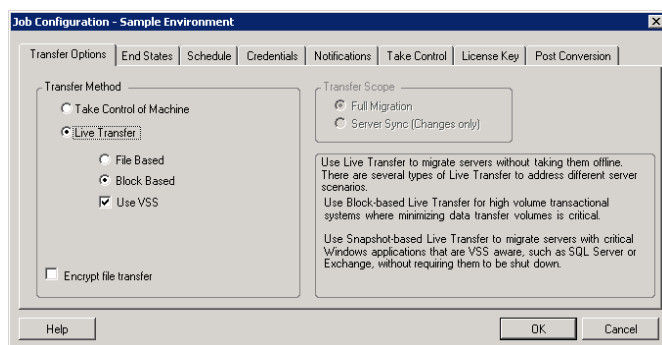 Job Configuration - Sample Environment
Transfer Options
End States
Schedule
Credentials
Notifications
Take Control
License Key
Post Conversion
Transfer Method
Take Control of Machine
Live Transfer
File Based
Block Based
Use VSS
Encrypt file transfer
Transfer Scope
Full Migration
Server Sync (Changes only)
Use Live Transfer to migrate servers without taking them offline.
There are several types of Live Transfer to address different server
scenarios.
Use Block-based Live Transfer for high volume transactional
systems where minimizing data transfer volumes is critical.
Use Snapshot-based Live Transfer to migrate servers with critical
Windows applications that are VSS aware, such as SQL Server or
Exchange, without requiring them to be shut down.
Help
OK
Cancel